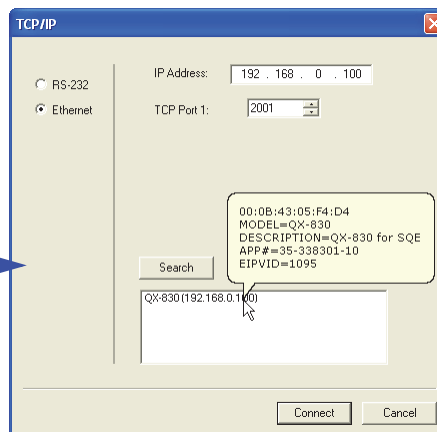 TCP/IP
RS-232
Ethernet
IP Address: 192 . 168 . 0 . 100
TCP Port 1: 2001
00:0B:43:05:F4:D4
MODEL=QX-830
DESCRIPTION=QX-830 for SQE
APP#=35-338301-10
EIPVID=1095
Search
QX-830 (192.168.0.100)
Connect
Cancel